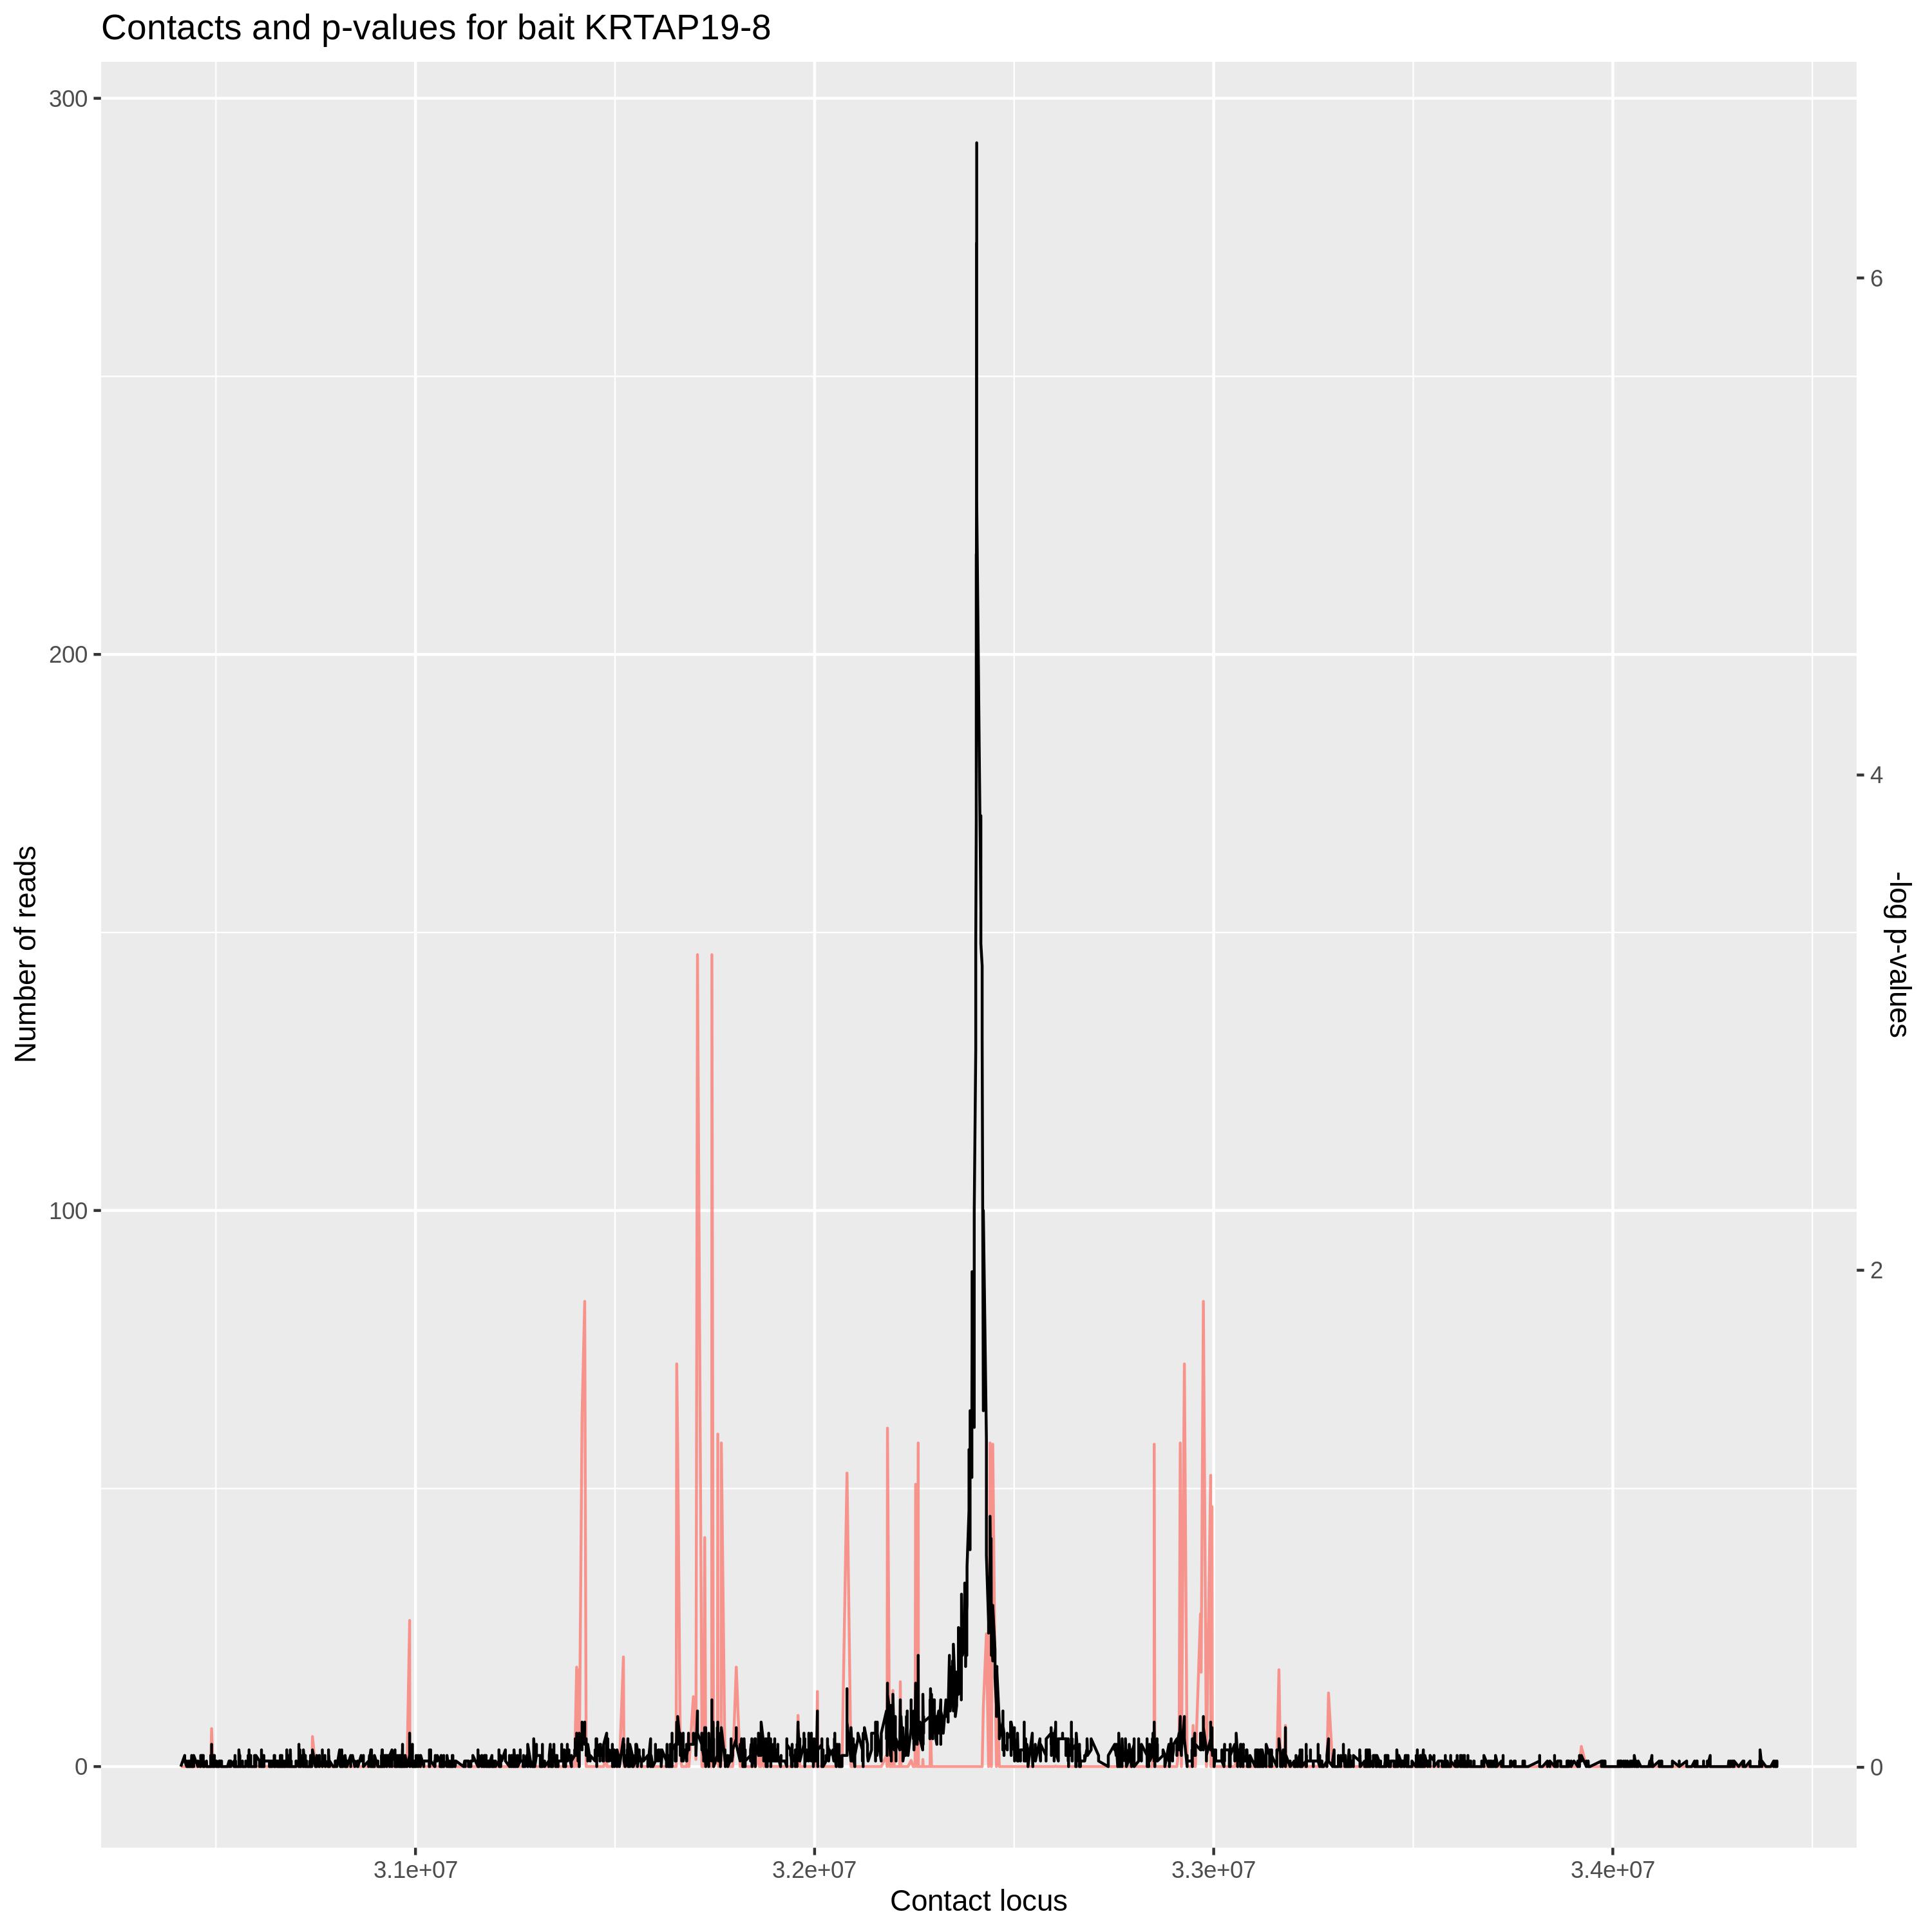 Contacts and p-values for bait KRTAP19-8
300
200
100
0
Number of reads
6
4
2
0
-log p-values
3.1e+07 3.2e+07 3.3e+07 3.4e+07
Contact locus